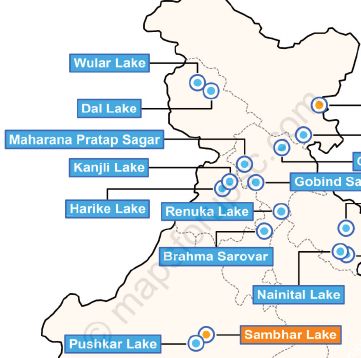 Wular Lake
Dal Lake
Maharana Pratap Sagar
Kanjli Lake
Gobind Sa
Harike Lake
Renuka Lake
Brahma Sarovar
Nainital Lake
Sambhar Lake
Pushkar Lake